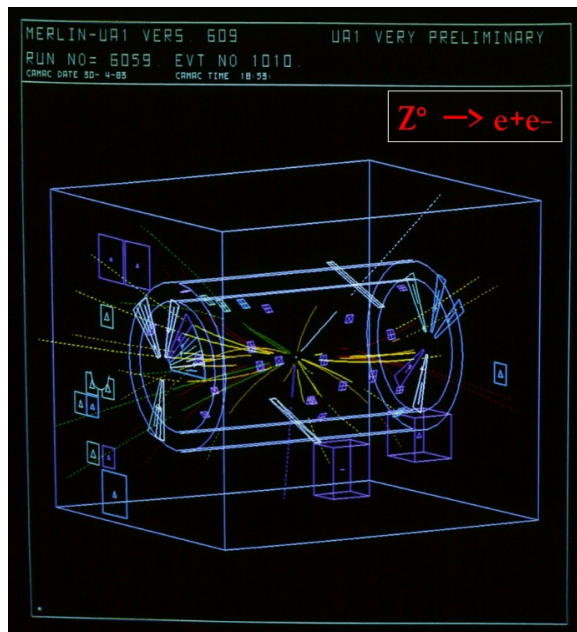 MERLIN-UA1 VERS. 609 UA1 VERY PRELIMINARY
RUN NO= 6059. EVT NO 1010.
CAMAC DATE 30- 4-83 CAMAC TIME 18:53:
Z° —> e+e-